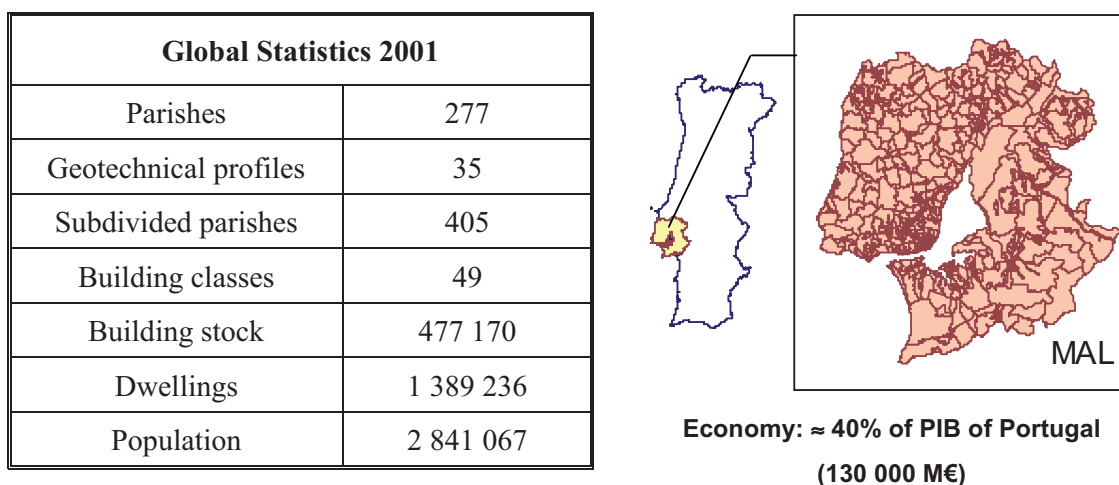 Global Statistics 2001
Parishes 277
Geotechnical profiles 35
Subdivided parishes 405
Building classes 49
Building stock 477 170
Dwellings 1 389 236
Population 2 841 067
MAL
Economy: ≈ 40% of PIB of Portugal
(130 000 M€)